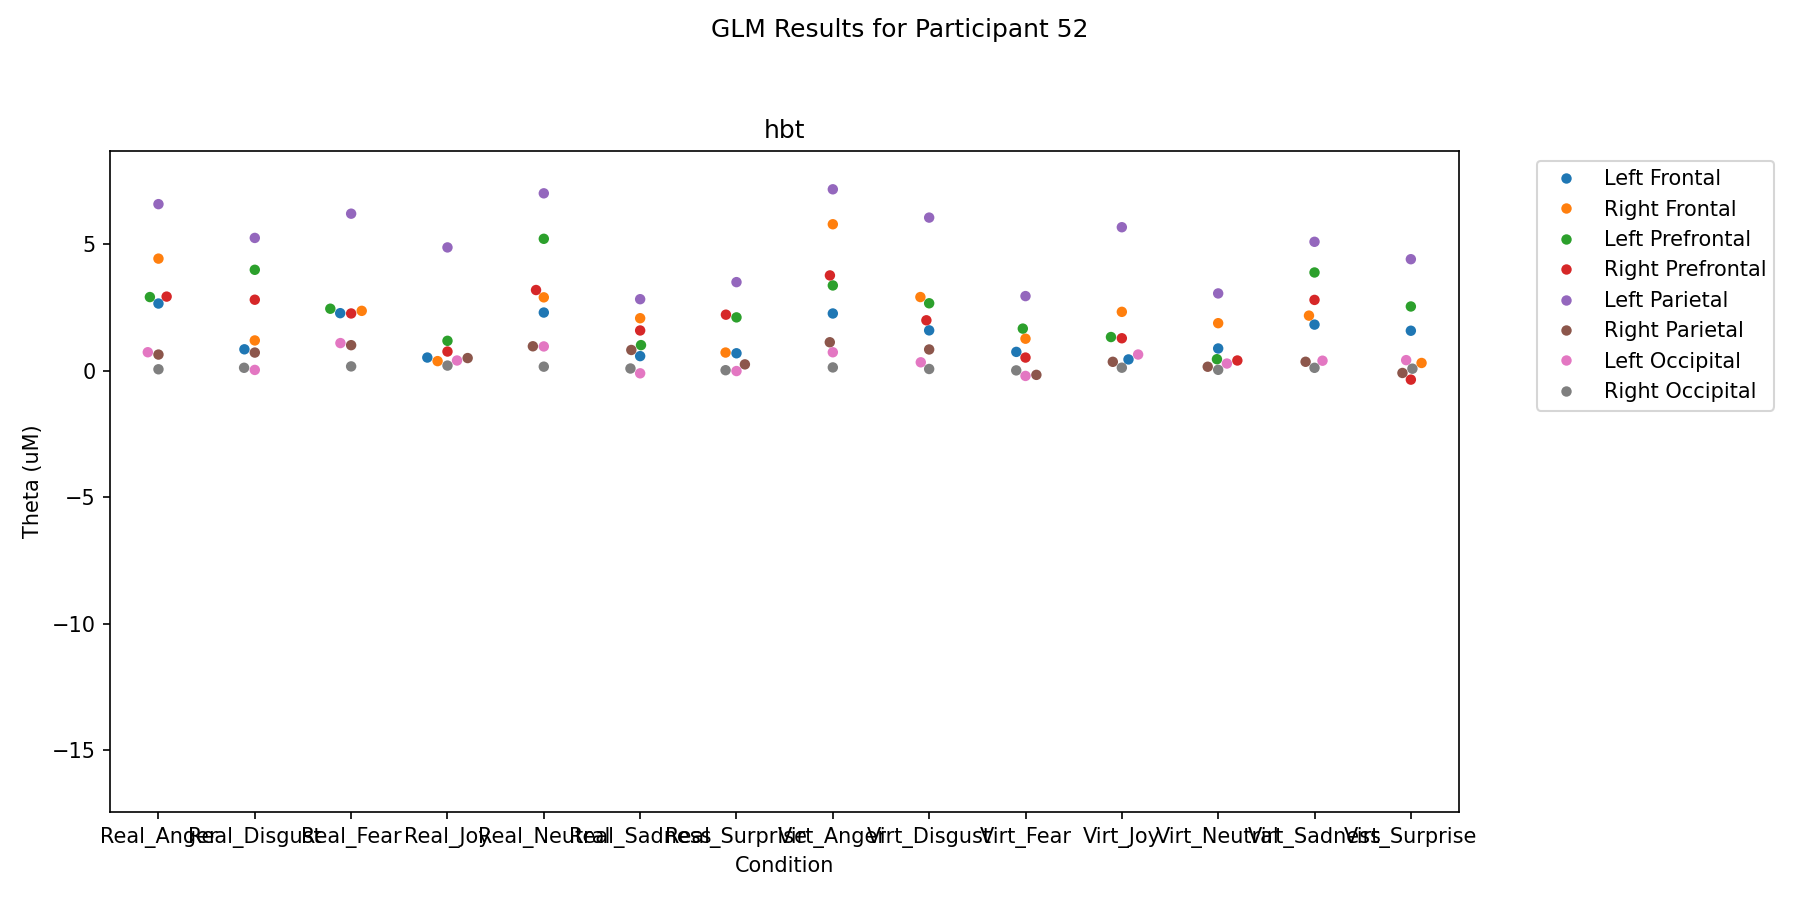 GLM Results for Participant 52
hbt
Left Frontal
Right Frontal
Left Prefrontal
Right Prefrontal
Left Parietal
Right Parietal
Left Occipital
Right Occipital
Theta (uM)
5
0
−5
−10
−15
Real_Anger Real_Disgust Real_Fear Real_Joy Real_Neutral Real_Sadness Real_Surprise Virt_Anger Virt_Disgust Virt_Fear Virt_Joy Virt_Neutral Virt_Sadness Virt_Surprise
Condition